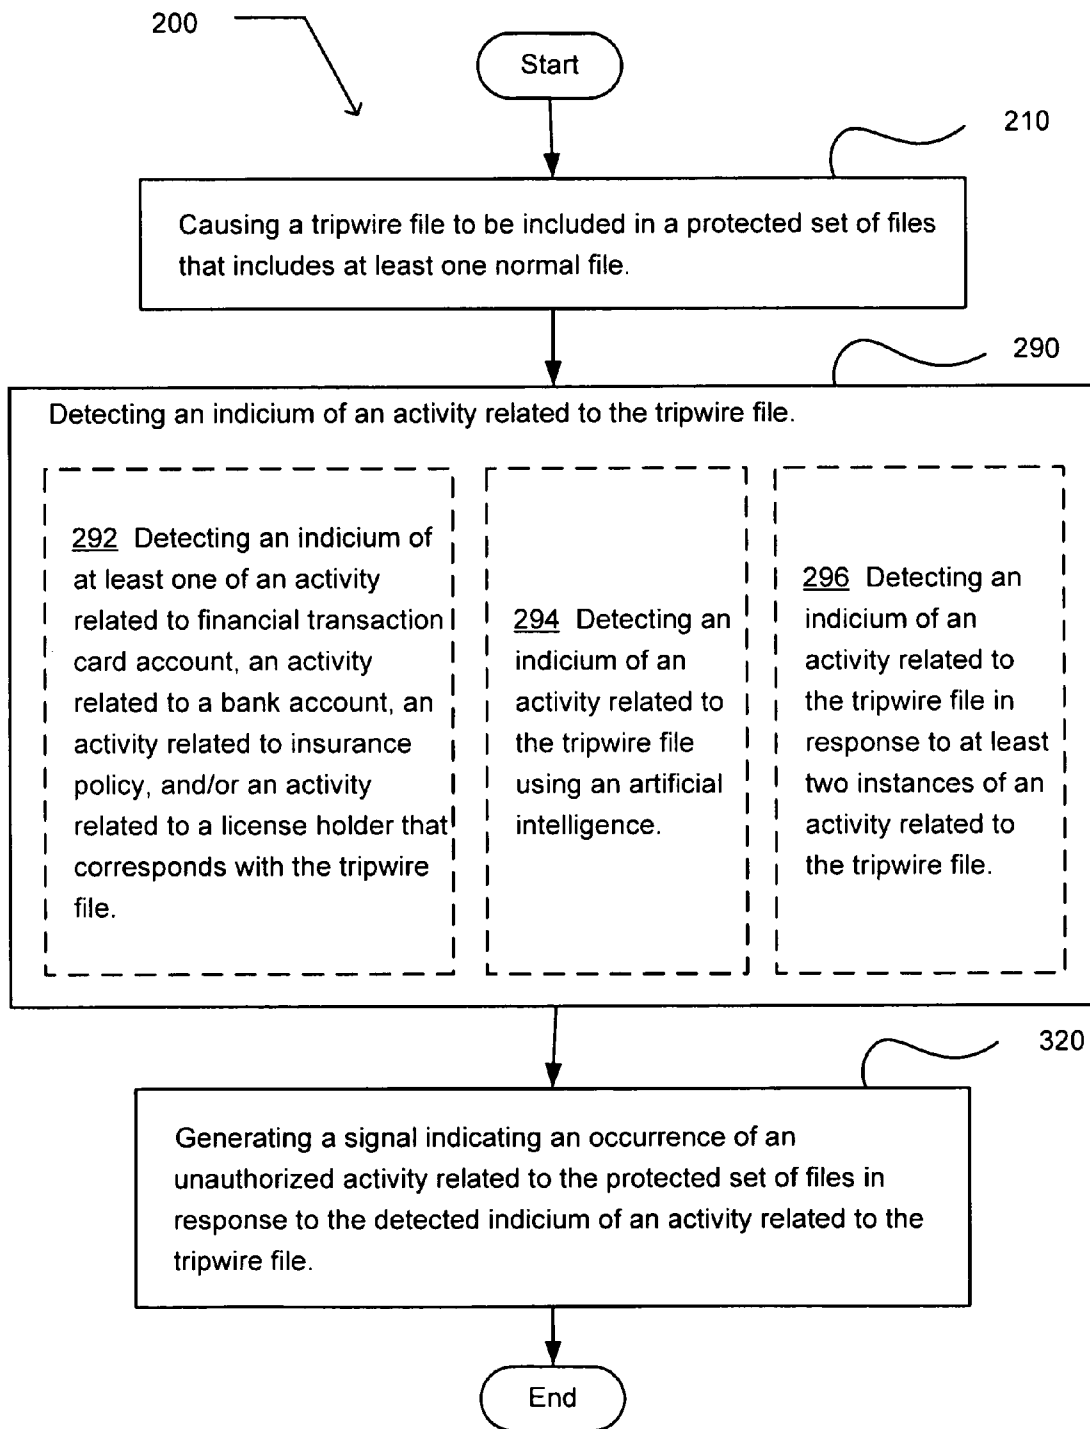 200
Start
210
Causing a tripwire file to be included in a protected set of files
that includes at least one normal file.
290
Detecting an indicium of an activity related to the tripwire file.
292 Detecting an indicium of
at least one of an activity
related to financial transaction
card account, an activity
related to a bank account, an
activity related to insurance
policy, and/or an activity
related to a license holder that
corresponds with the tripwire
file.
294 Detecting an
indicium of an
activity related to
the tripwire file
using an artificial
intelligence.
296 Detecting an
indicium of an
activity related to
the tripwire file in
response to at least
two instances of an
activity related to
the tripwire file.
320
Generating a signal indicating an occurrence of an
unauthorized activity related to the protected set of files in
response to the detected indicium of an activity related to the
tripwire file.
End